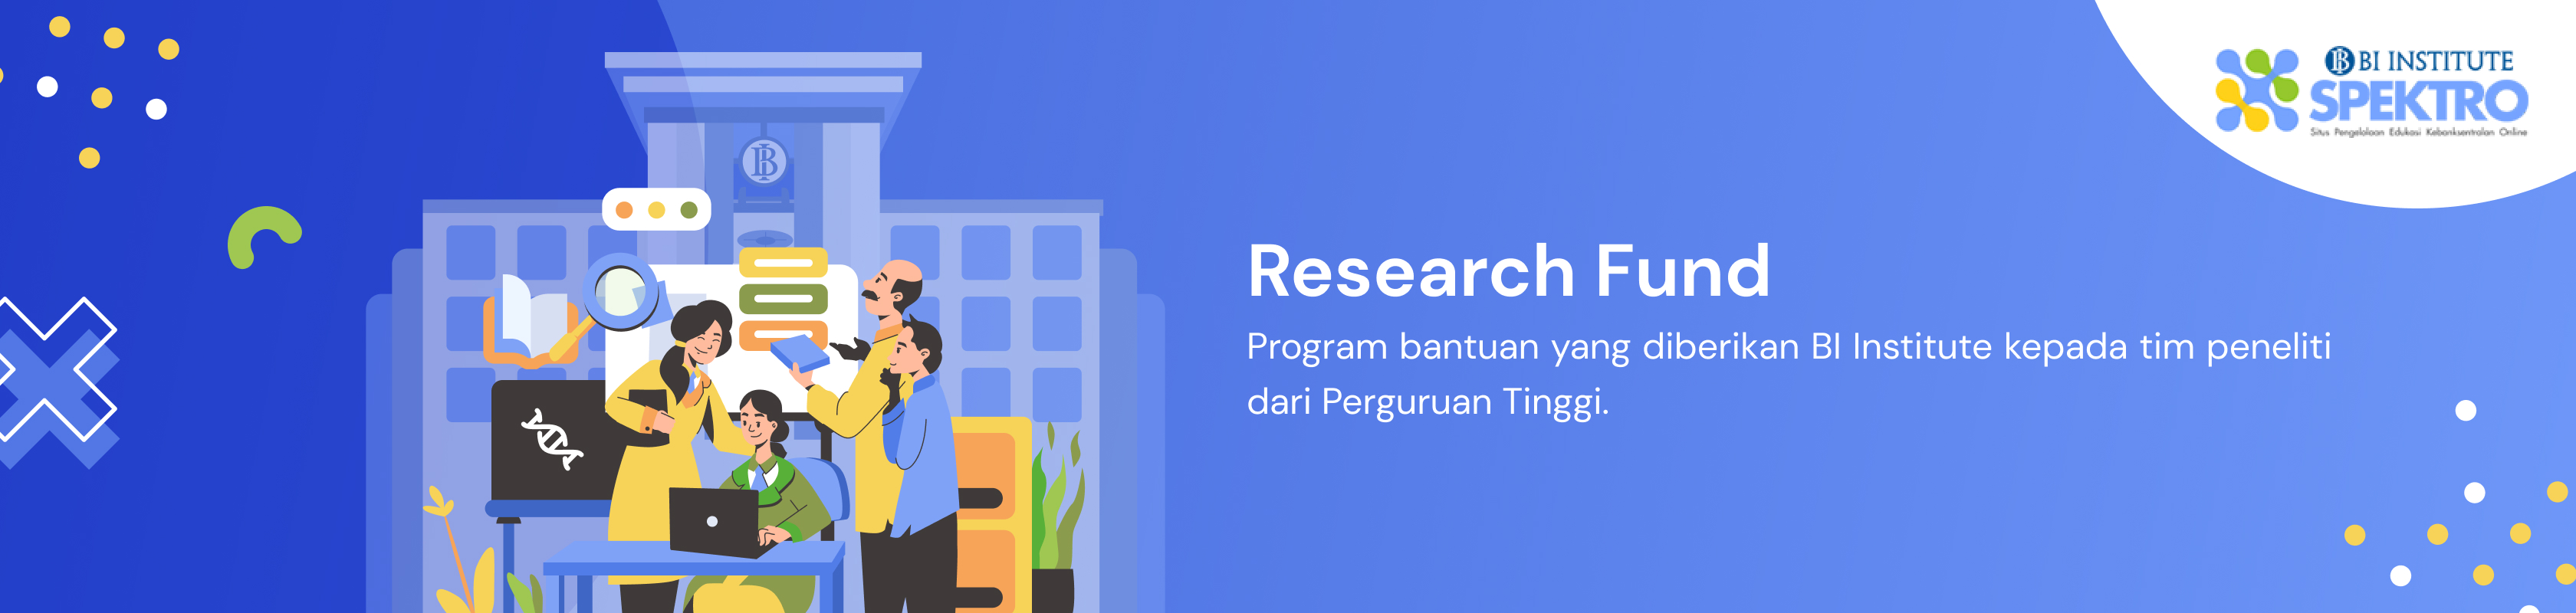 BI INSTITUTE
SPEKTRO
Situs Pengelolaan Edukasi Kebanksentralan Online
Research Fund
Program bantuan yang diberikan BI Institute kepada tim peneliti
dari Perguruan Tinggi.